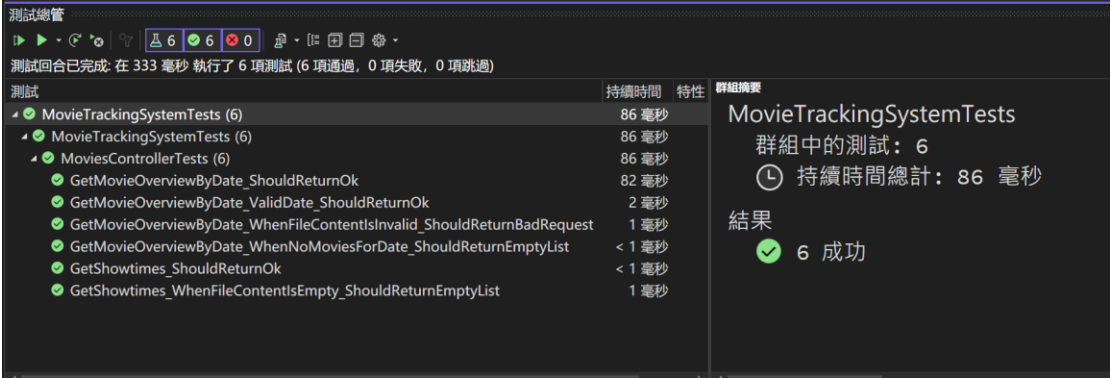 測試總管
6 6 0
測試回合已完成: 在 333 毫秒 執行了 6 項測試 (6 項通過，0 項失敗，0 項跳過)
測試 持續時間 特性
MovieTrackingSystemTests (6) 86 毫秒
MovieTrackingSystemTests (6) 86 毫秒
MoviesControllerTests (6) 86 毫秒
GetMovieOverviewByDate_ShouldReturnOk 82 毫秒
GetMovieOverviewByDate_ValidDate_ShouldReturnOk 2 毫秒
GetMovieOverviewByDate_WhenFileContentIsInvalid_ShouldReturnBadRequest 1 毫秒
GetMovieOverviewByDate_WhenNoMoviesForDate_ShouldReturnEmptyList < 1 毫秒
GetShowtimes_ShouldReturnOk < 1 毫秒
GetShowtimes_WhenFileContentIsEmpty_ShouldReturnEmptyList 1 毫秒
群組摘要
MovieTrackingSystemTests
群組中的測試: 6
持續時間總計: 86 毫秒
結果
6 成功